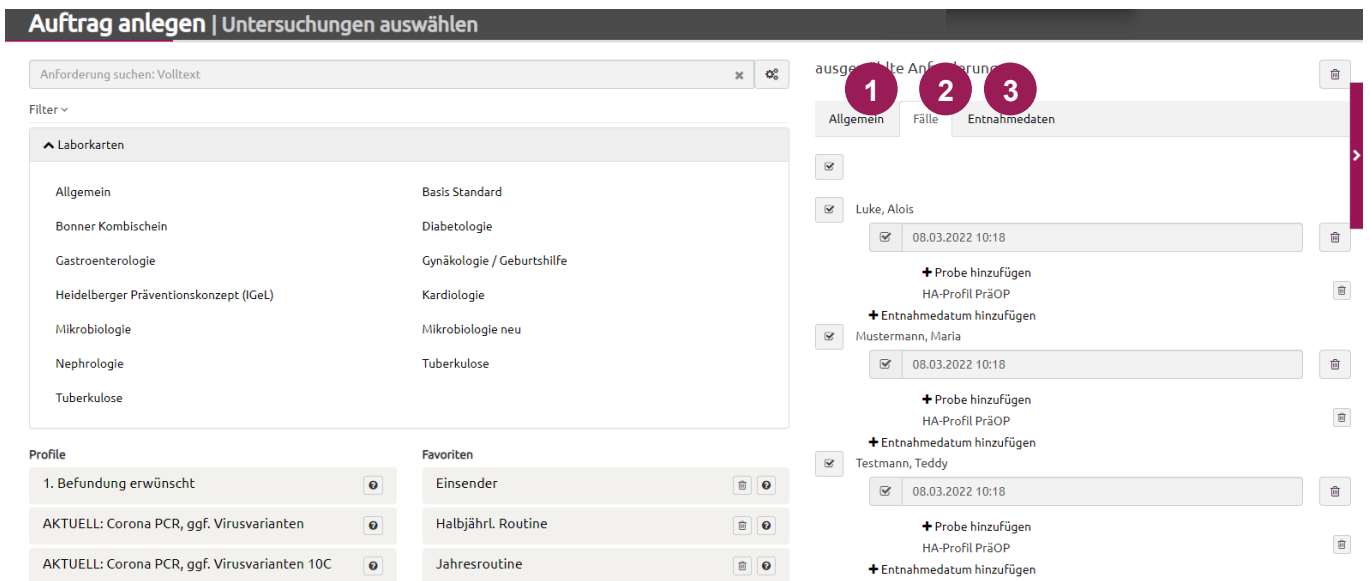 Auftrag anlegen | Untersuchungen auswählen
Anforderung suchen: Volltext
Filter
Laborkarten
Allgemein
Basis Standard
Bonner Kombischein
Diabetologie
Gastroenterologie
Gynäkologie / Geburtshilfe
Heidelberger Präventionskonzept (IGeL)
Kardiologie
Mikrobiologie
Mikrobiologie neu
Nephrologie
Tuberkulose
Tuberkulose
Profile
1. Befundung erwünscht
AKTUELL: Corona PCR, ggf. Virusvarianten
AKTUELL: Corona PCR, ggf. Virusvarianten 10C
Favoriten
Einsender
Halbjährl. Routine
Jahresroutine
1
2
3
Allgemein
Fälle
Entnahmedaten
Luke, Alois
08.03.2022 10:18
Probe hinzufügen
HA-Profil PräOP
Entnahmedatum hinzufügen
Mustermann, Maria
08.03.2022 10:18
Probe hinzufügen
HA-Profil PräOP
Entnahmedatum hinzufügen
Testmann, Teddy
08.03.2022 10:18
Probe hinzufügen
HA-Profil PräOP
Entnahmedatum hinzufügen